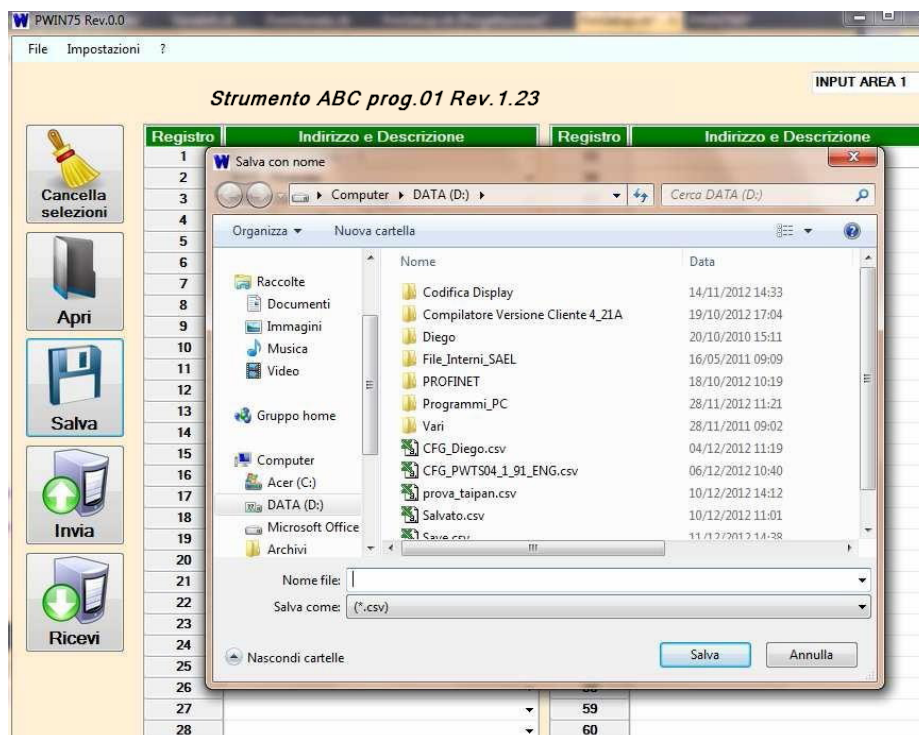 PWIN75 Rev.0.0
File Impostazioni ?
INPUT AREA 1
Strumento ABC prog.01 Rev.1.23
Registro Indirizzo e Descrizione Registro Indirizzo e Descrizione
Cancella selezioni
Apri
Salva
Invia
Ricevi
1
2
3
4
5
6
7
8
9
10
11
12
13
14
15
16
17
18
19
20
21
22
23
24
25
26
27
28
59
60
Salva con nome
Computer DATA (D:)
Cerca DATA (D:)
Organizza Nuova cartella
Raccolte
Documenti
Immagini
Musica
Video
Gruppo home
Computer
Acer (C:)
DATA (D:)
Microsoft Office
Archivi
Nome Data
Codifica Display 14/11/2012 14:33
Compilatore Versione Cliente 4_21A 19/10/2012 17:04
Diego 20/10/2010 15:11
File_Interni_SAEL 16/05/2011 09:09
PROFINET 18/10/2012 10:19
Programmi_PC 28/11/2012 11:21
Vari 28/11/2011 09:02
CFG_Diego.csv 04/12/2012 11:19
CFG_PWTS04_1_91_ENG.csv 06/12/2012 10:40
prova_taipan.csv 10/12/2012 14:12
Salvato.csv 10/12/2012 11:01
Save.csv 11/12/2012 14:38
Nome file:
Salva come: (*.csv)
Nascondi cartelle
Salva Annulla